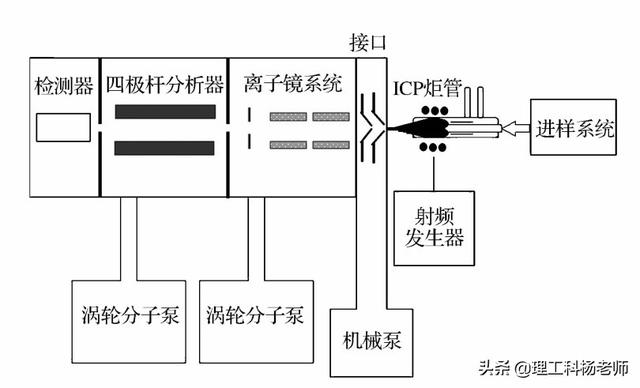 接口
检测器
四极杆分析器
离子镜系统
ICP炬管
进样系统
射频
发生器
涡轮分子泵
涡轮分子泵
机械泵
头条 @理工科杨老师